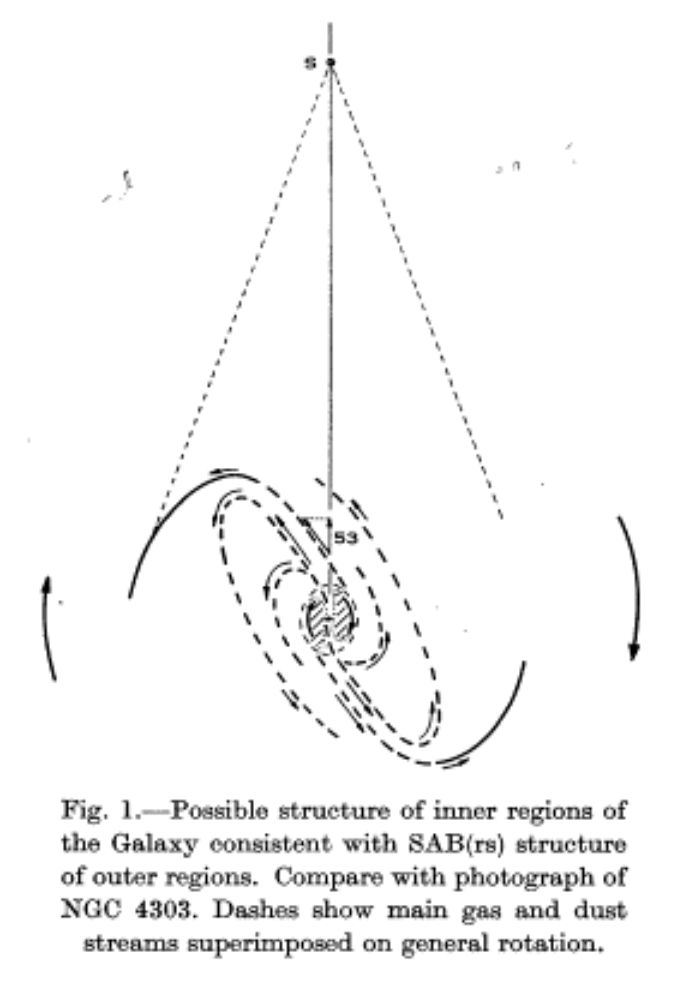 S
53
Fig. 1.—Possible structure of inner regions of
the Galaxy consistent with SAB(rs) structure
of outer regions. Compare with photograph of
NGC 4303. Dashes show main gas and dust
streams superimposed on general rotation.